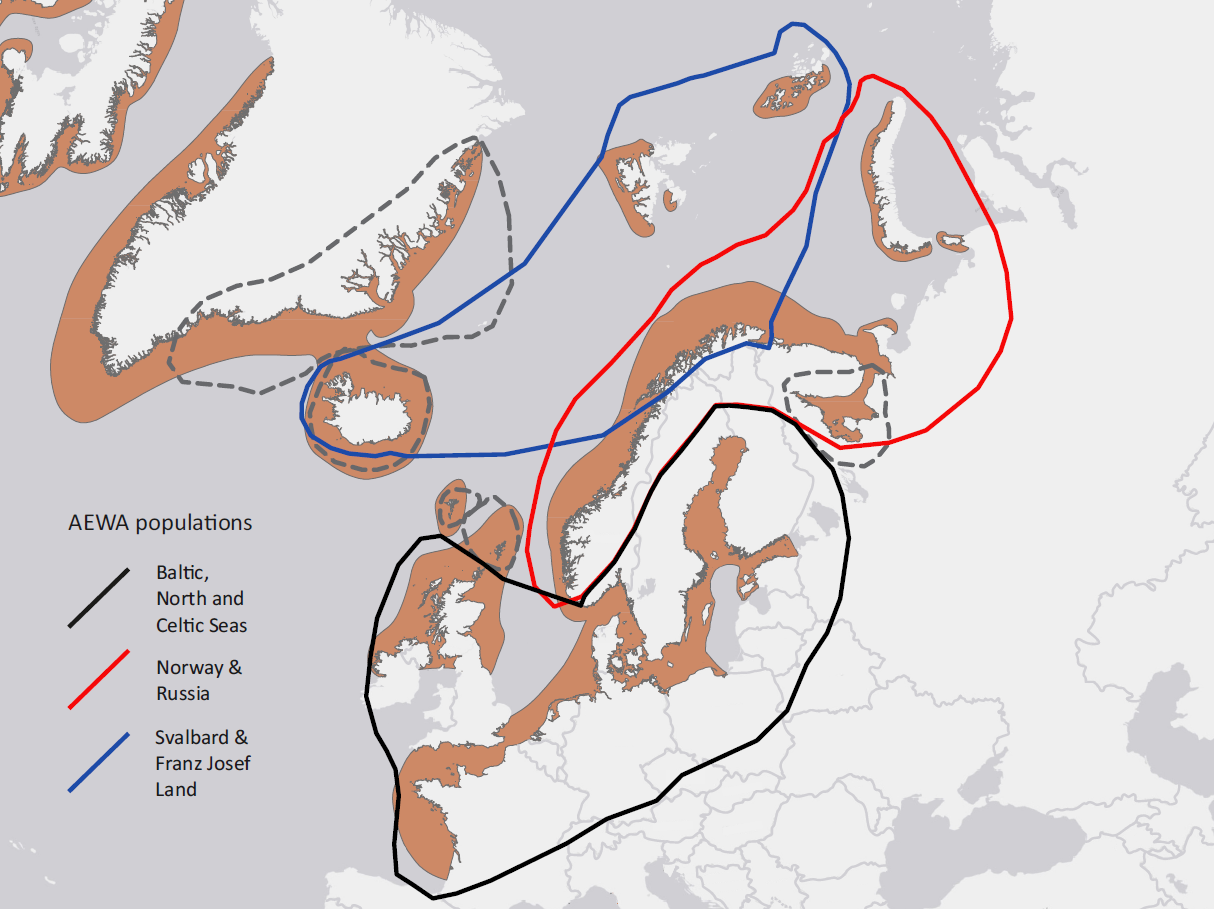 AEWA populations
Baltic,
North and
Celtic Seas
Norway &
Russia
Svalbard &
Franz Josef
Land